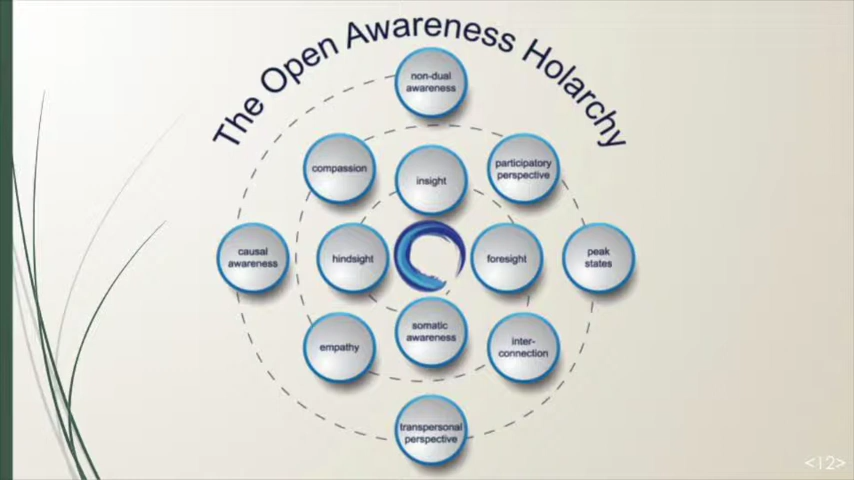 The Open Awareness Holarchy
non-dual
awareness
compassion
insight
participatory
perspective
causal
awareness
hindsight
foresight
peak
states
empathy
somatic
awareness
inter-
connection
transpersonal
perspective
<12>